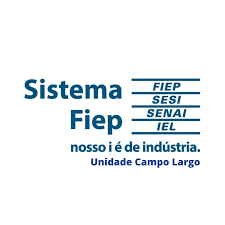 Sistema
Fiep
FIEP
SESI
SENAI
IEL
nosso i é de indústria.
Unidade Campo Largo